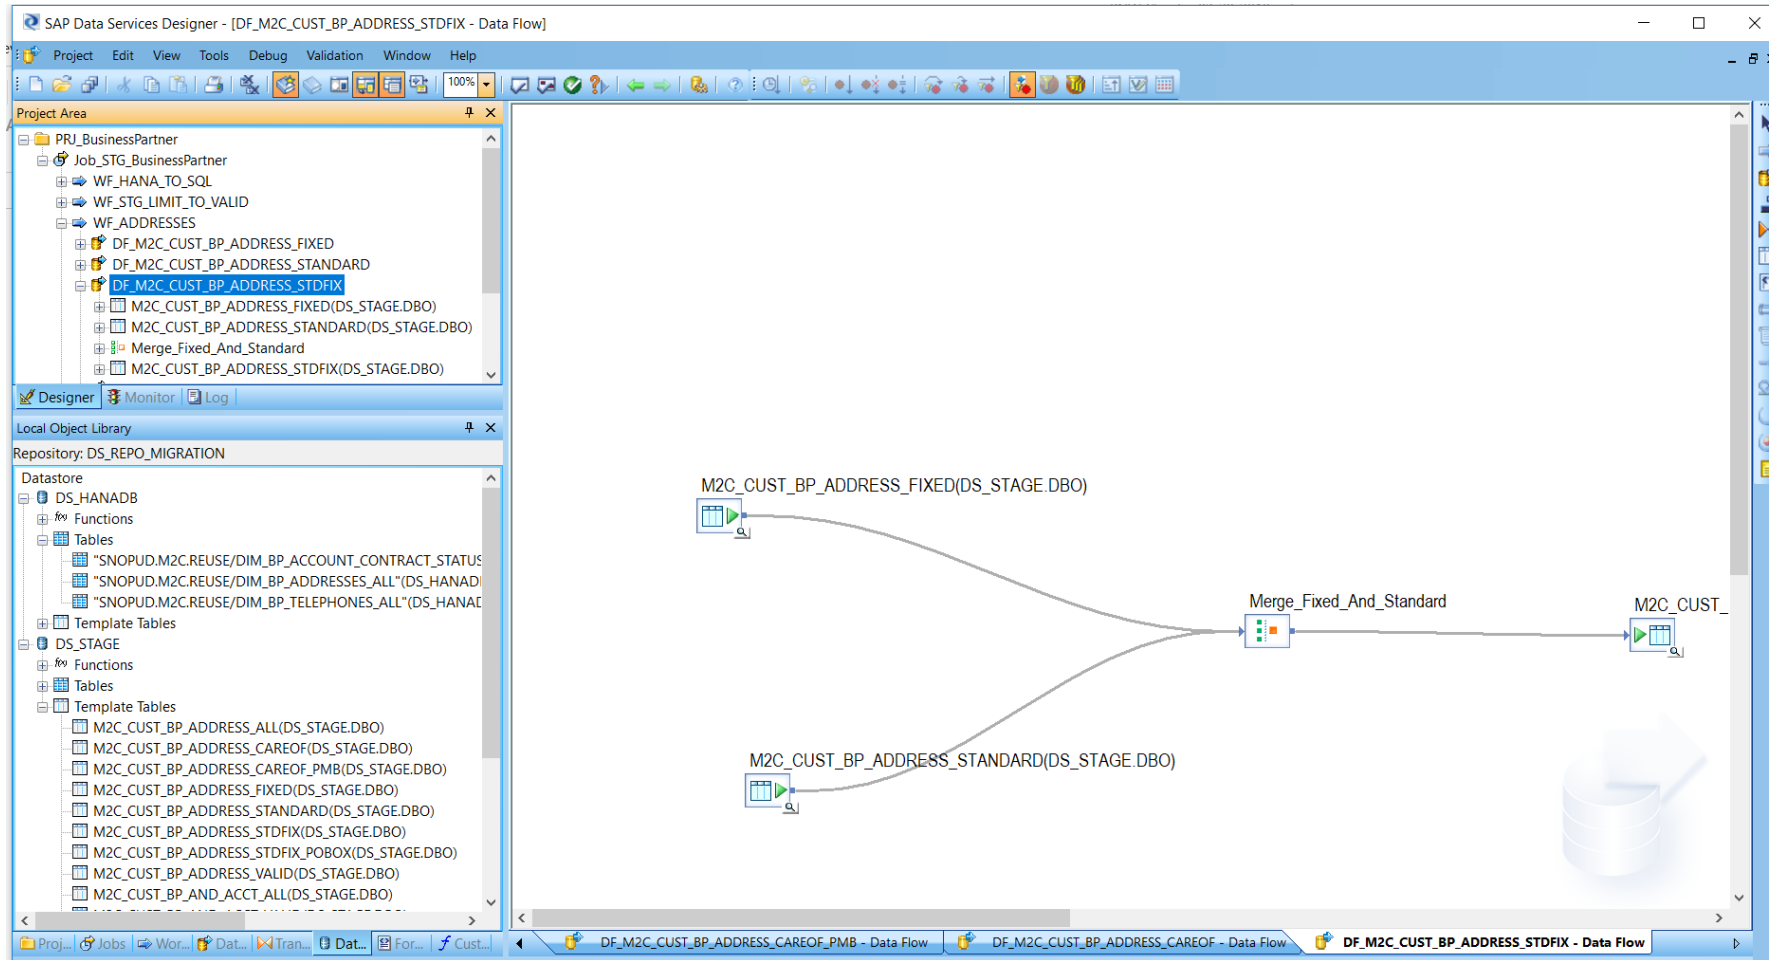 SAP Data Services Designer - [DF_M2C_CUST_BP_ADDRESS_STDFIX - Data Flow]
Project Edit View Tools Debug Validation Window Help
100%
Project Area
PRJ_BusinessPartner
Job_STG_BusinessPartner
WF_HANA_TO_SQL
WF_STG_LIMIT_TO_VALID
WF_ADDRESSES
DF_M2C_CUST_BP_ADDRESS_FIXED
DF_M2C_CUST_BP_ADDRESS_STANDARD
DF_M2C_CUST_BP_ADDRESS_STDFIX
M2C_CUST_BP_ADDRESS_FIXED(DS_STAGE.DBO)
M2C_CUST_BP_ADDRESS_STANDARD(DS_STAGE.DBO)
Merge_Fixed_And_Standard
M2C_CUST_BP_ADDRESS_STDFIX(DS_STAGE.DBO)
Designer Monitor Log
Local Object Library
Repository: DS_REPO_MIGRATION
Datastore
DS_HANADB
Functions
Tables
"SNOPUD.M2C.REUSE/DIM_BP_ACCOUNT_CONTRACT_STATUS
"SNOPUD.M2C.REUSE/DIM_BP_ADDRESSES_ALL"(DS_HANADI
"SNOPUD.M2C.REUSE/DIM_BP_TELEPHONES_ALL"(DS_HANAD
Template Tables
DS_STAGE
Functions
Tables
Template Tables
M2C_CUST_BP_ADDRESS_ALL(DS_STAGE.DBO)
M2C_CUST_BP_ADDRESS_CAREOF(DS_STAGE.DBO)
M2C_CUST_BP_ADDRESS_CAREOF_PMB(DS_STAGE.DBO)
M2C_CUST_BP_ADDRESS_FIXED(DS_STAGE.DBO)
M2C_CUST_BP_ADDRESS_STANDARD(DS_STAGE.DBO)
M2C_CUST_BP_ADDRESS_STDFIX(DS_STAGE.DBO)
M2C_CUST_BP_ADDRESS_STDFIX_POBOX(DS_STAGE.DBO)
M2C_CUST_BP_ADDRESS_VALID(DS_STAGE.DBO)
M2C_CUST_BP_AND_ACCT_ALL(DS_STAGE.DBO)
Proj... Jobs Wor... Dat... Tran... Dat... For... Cust...
M2C_CUST_BP_ADDRESS_FIXED(DS_STAGE.DBO)
Merge_Fixed_And_Standard
M2C_CUST_
M2C_CUST_BP_ADDRESS_STANDARD(DS_STAGE.DBO)
DF_M2C_CUST_BP_ADDRESS_CAREOF_PMB - Data Flow
DF_M2C_CUST_BP_ADDRESS_CAREOF - Data Flow
DF_M2C_CUST_BP_ADDRESS_STDFIX - Data Flow